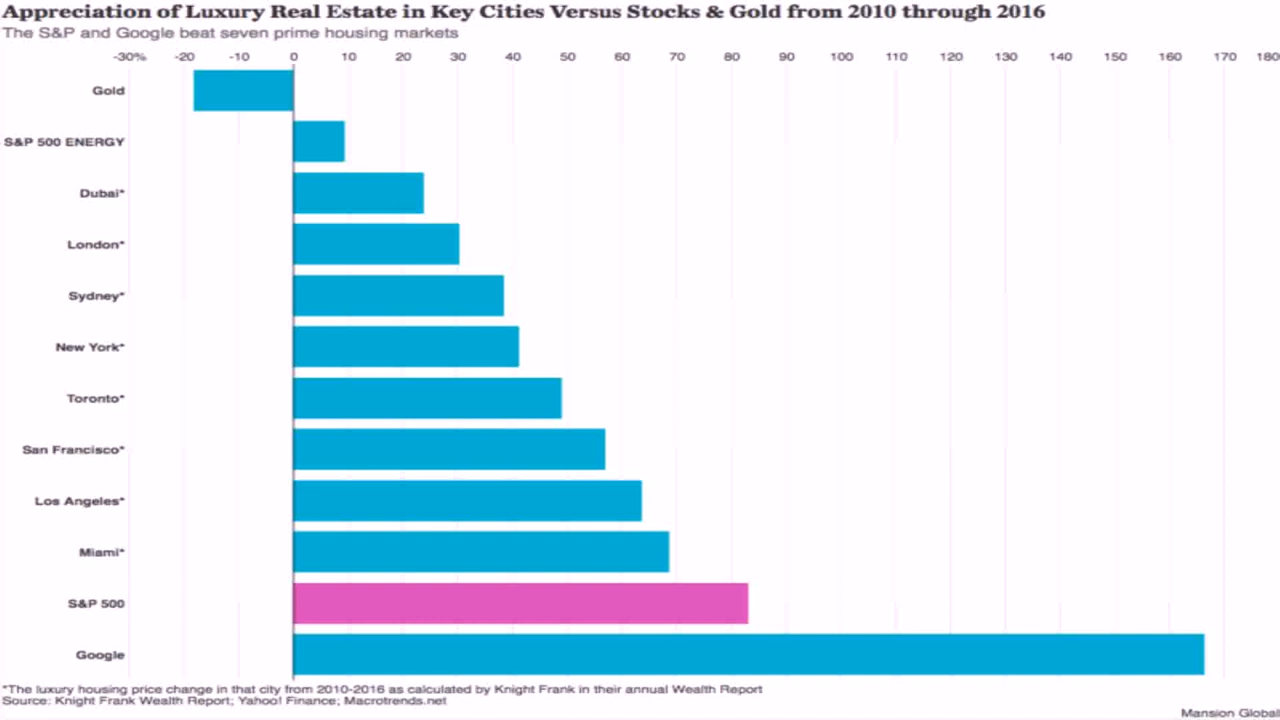 Appreciation of Luxury Real Estate in Key Cities Versus Stocks & Gold from 2010 through 2016
The S&P and Google beat seven prime housing markets
-30% -20 -10 0 10 20 30 40 50 60 70 80 90 100 110 120 130 140 150 160 170 180
Gold
S&P 500 ENERGY
Dubai*
London*
Sydney*
New York*
Toronto*
San Francisco*
Los Angeles*
Miami*
S&P 500
Google
*The luxury housing price change in that city from 2010-2016 as calculated by Knight Frank in their annual Wealth Report
Source: Knight Frank Wealth Report; Yahoo! Finance; Macrotrends.net
Mansion Global